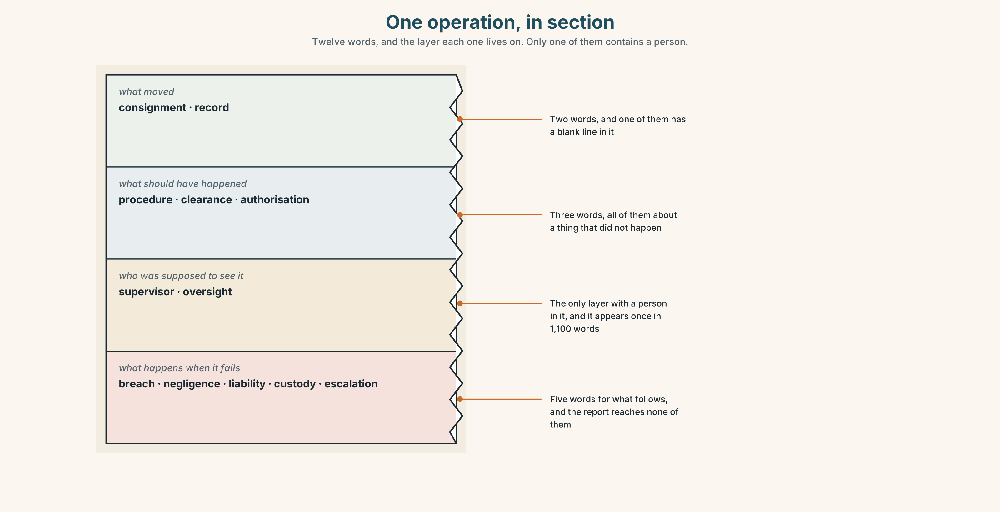 One operation, in section
Twelve words, and the layer each one lives on. Only one of them contains a person.
what moved
consignment · record
Two words, and one of them has
a blank line in it
what should have happened
procedure · clearance · authorisation
Three words, all of them about
a thing that did not happen
who was supposed to see it
supervisor · oversight
The only layer with a person
in it, and it appears once in
1,100 words
what happens when it fails
breach · negligence · liability · custody · escalation
Five words for what follows,
and the report reaches none of
them